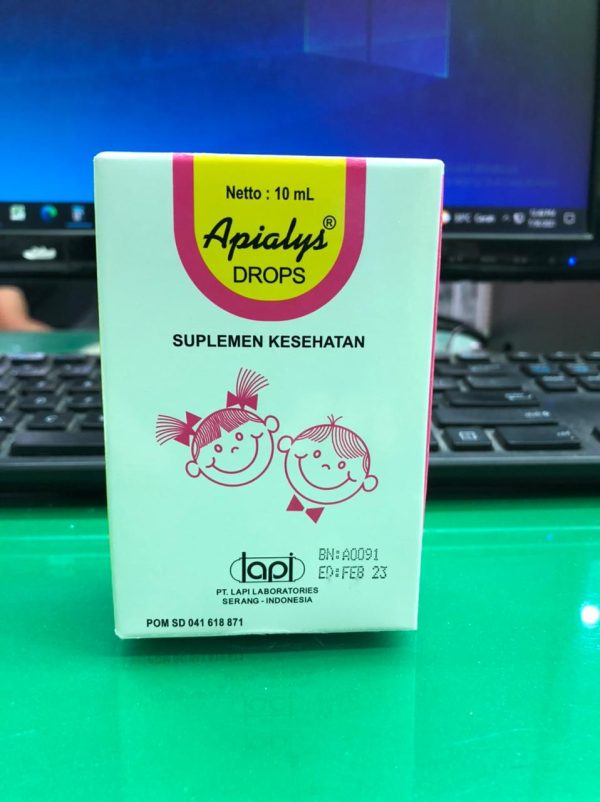 Netto : 10 mL
Apialys®
DROPS
SUPLEMEN KESEHATAN
lapi
BN:A0091
ED:FEB 23
PT. LAPI LABORATORIES
SERANG - INDONESIA
POM SD 041 618 871